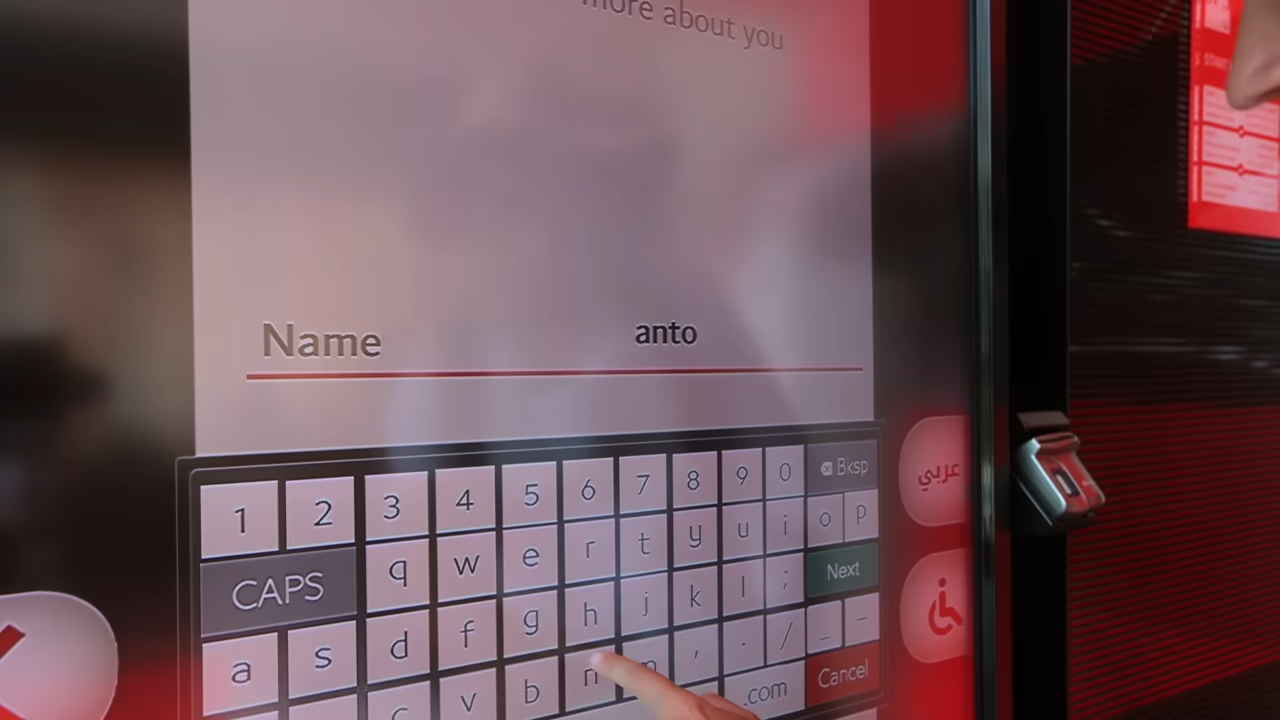 more about you
Name anto
1 2 3 4 5 6 7 8 9 0 Bksp
CAPS q w e r t y u i o p
a s d f g h j k l ; Next
c v b n m , . / _ -
.com Cancel
عربي
START